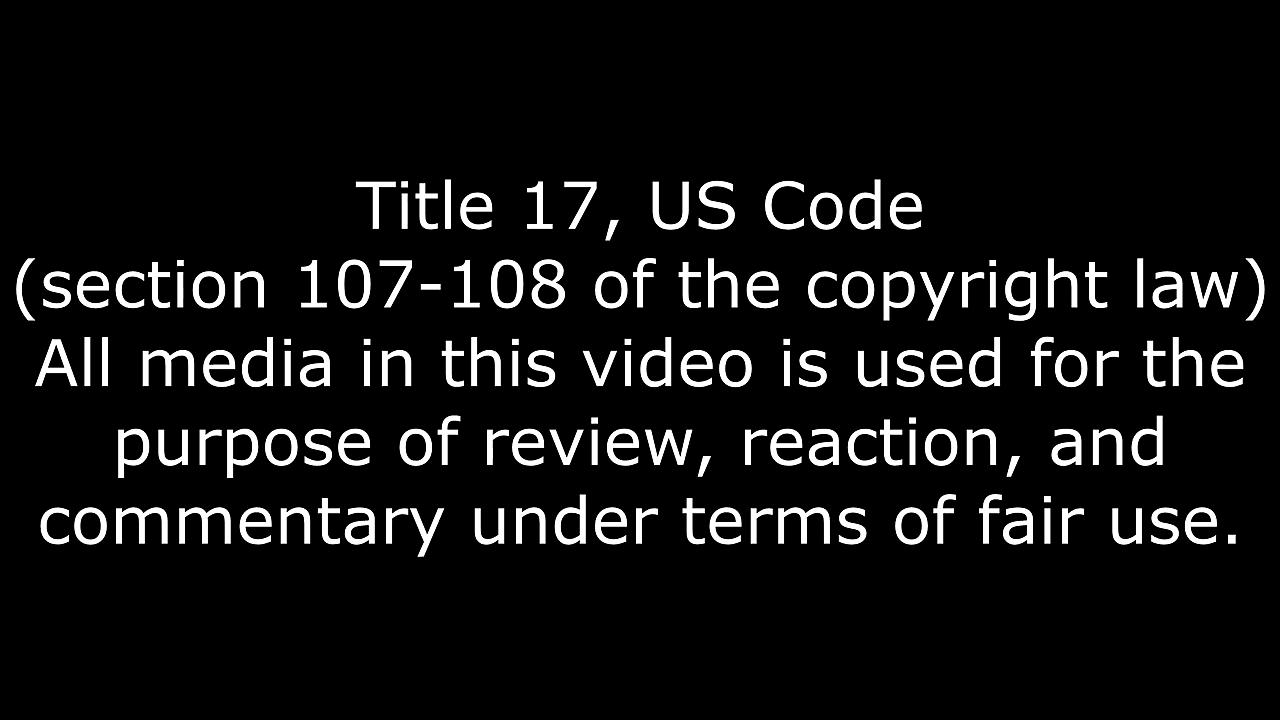 Title 17, US Code
(section 107-108 of the copyright law)
All media in this video is used for the
purpose of review, reaction, and
commentary under terms of fair use.